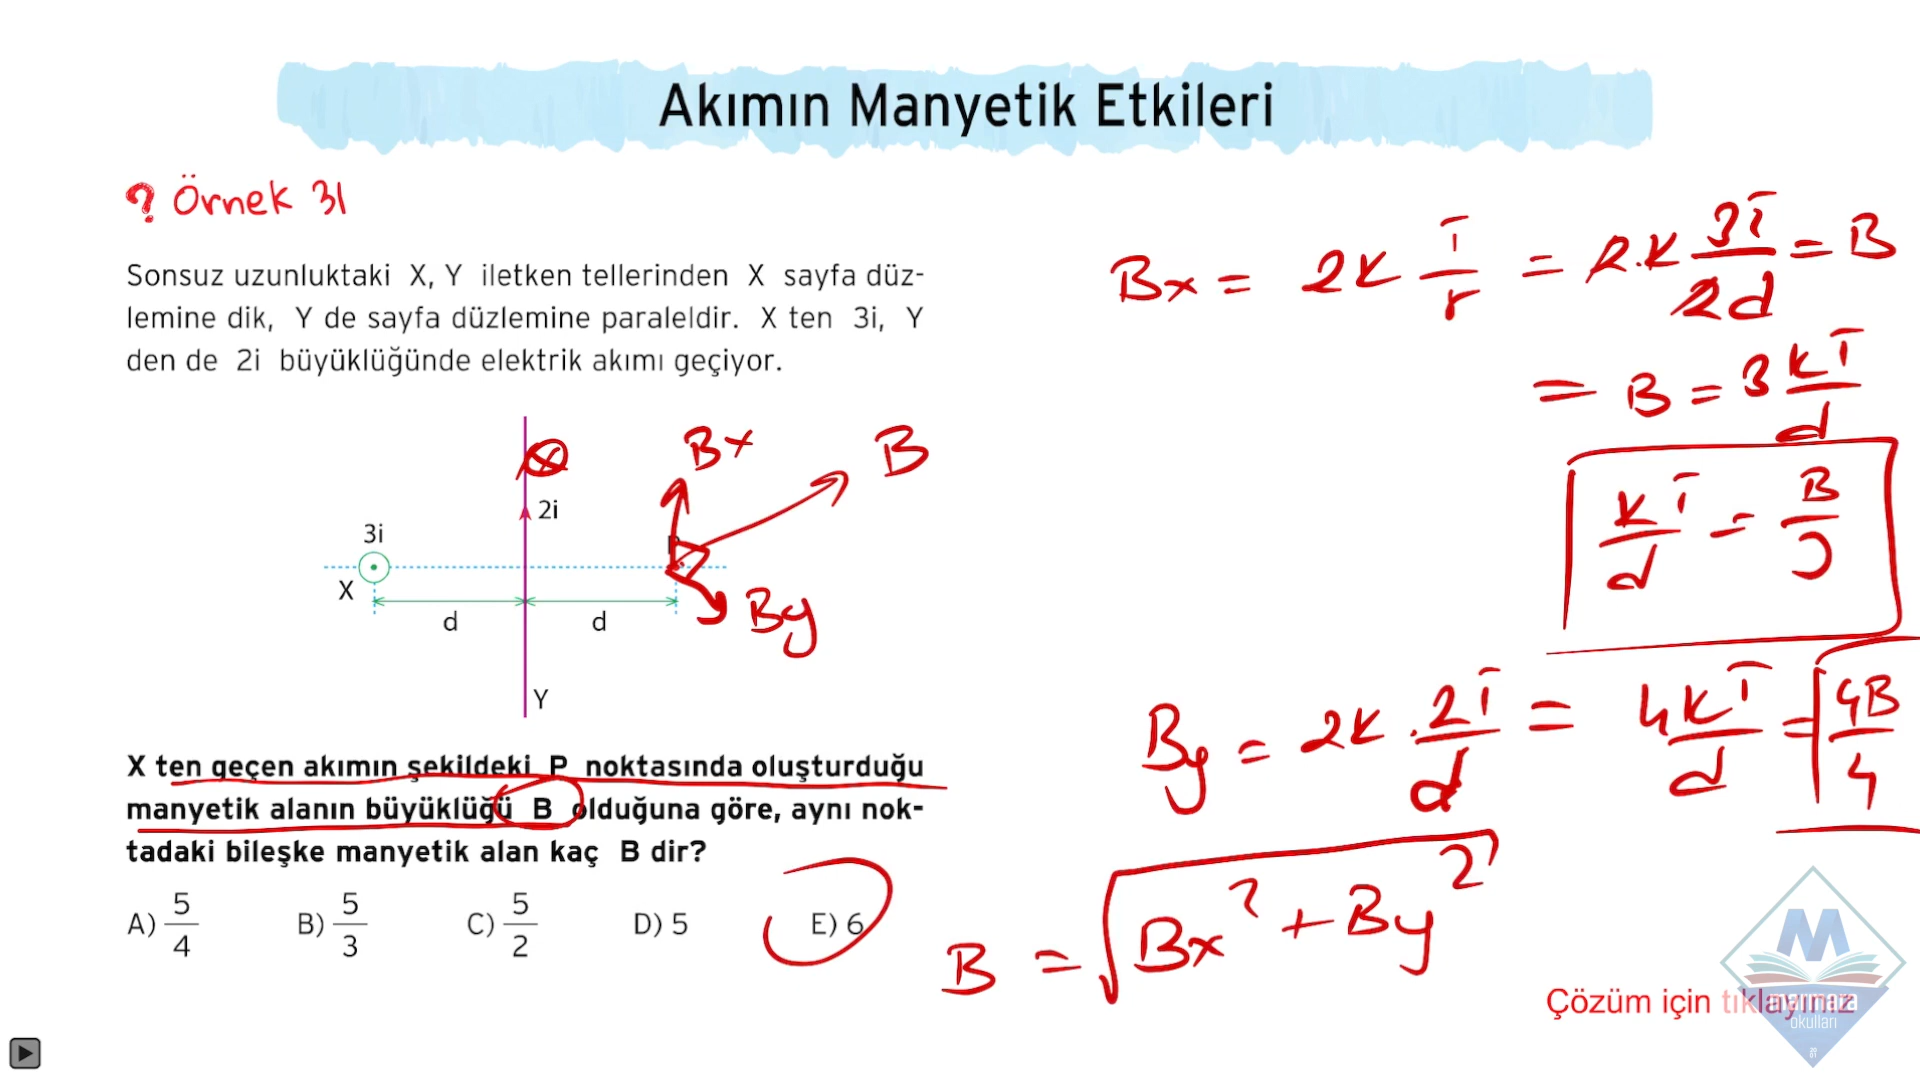 Akımın Manyetik Etkileri
? Örnek 31
Sonsuz uzunluktaki X, Y iletken tellerinden X sayfa düz-
lemine dik, Y de sayfa düzlemine paraleldir. X ten 3i, Y
den de 2i büyüklüğünde elektrik akımı geçiyor.
Bx
B
2i
3i
X
d
d
By
Y
X ten geçen akımın şekildeki P noktasında oluşturduğu
manyetik alanın büyüklüğü B olduğuna göre, aynı nok-
tadaki bileşke manyetik alan kaç B dir?
A) 5/4 B) 5/3 C) 5/2 D) 5 E) 6
Bx = 2k i/r = 2.k 3i/2d = B
= B = 3 ki/d
ki/d = B/3
By = 2k . 2i/d = 4ki/d = 4B/4
B = √Bx² + By²
Çözüm için tıklayınız
marmara
okulları